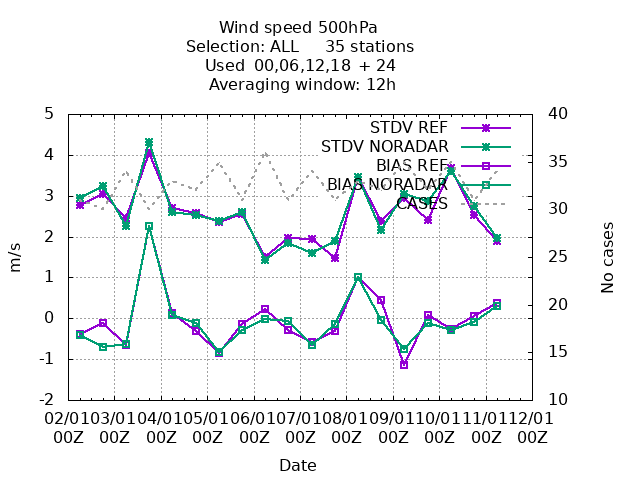 Wind speed 500hPa
Selection: ALL 35 stations
Used 00,06,12,18 + 24
Averaging window: 12h
5
4
3
2
1
0
-1
-2
m/s
40
35
30
25
20
15
10
No cases
STDV REF
STDV NORADAR
BIAS REF
BIAS NORADAR
CASES
02/01 03/01 04/01 05/01 06/01 07/01 08/01 09/01 10/01 11/01 12/01
00Z 00Z 00Z 00Z 00Z 00Z 00Z 00Z 00Z 00Z 00Z
Date